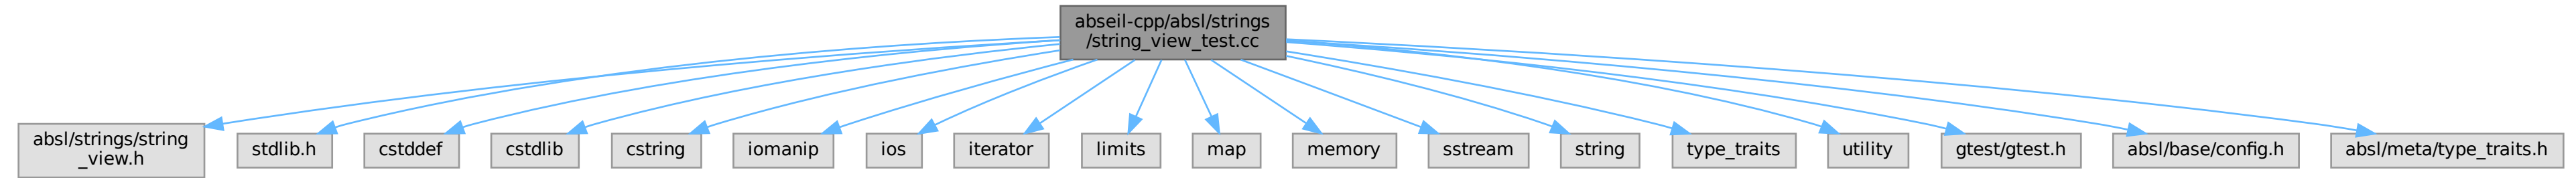 abseil-cpp/absl/strings
/string_view_test.cc
absl/strings/string
_view.h
stdlib.h
cstddef
cstdlib
cstring
iomanip
ios
iterator
limits
map
memory
sstream
string
type_traits
utility
gtest/gtest.h
absl/base/config.h
absl/meta/type_traits.h